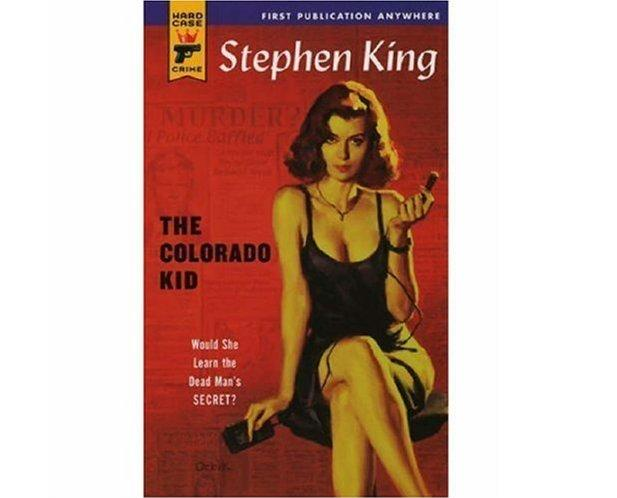 HARD CASE CRIME
FIRST PUBLICATION ANYWHERE
Stephen King
MURDER?
Police Baffled
THE
COLORADO
KID
Would She
Learn the
Dead Man's
SECRET?